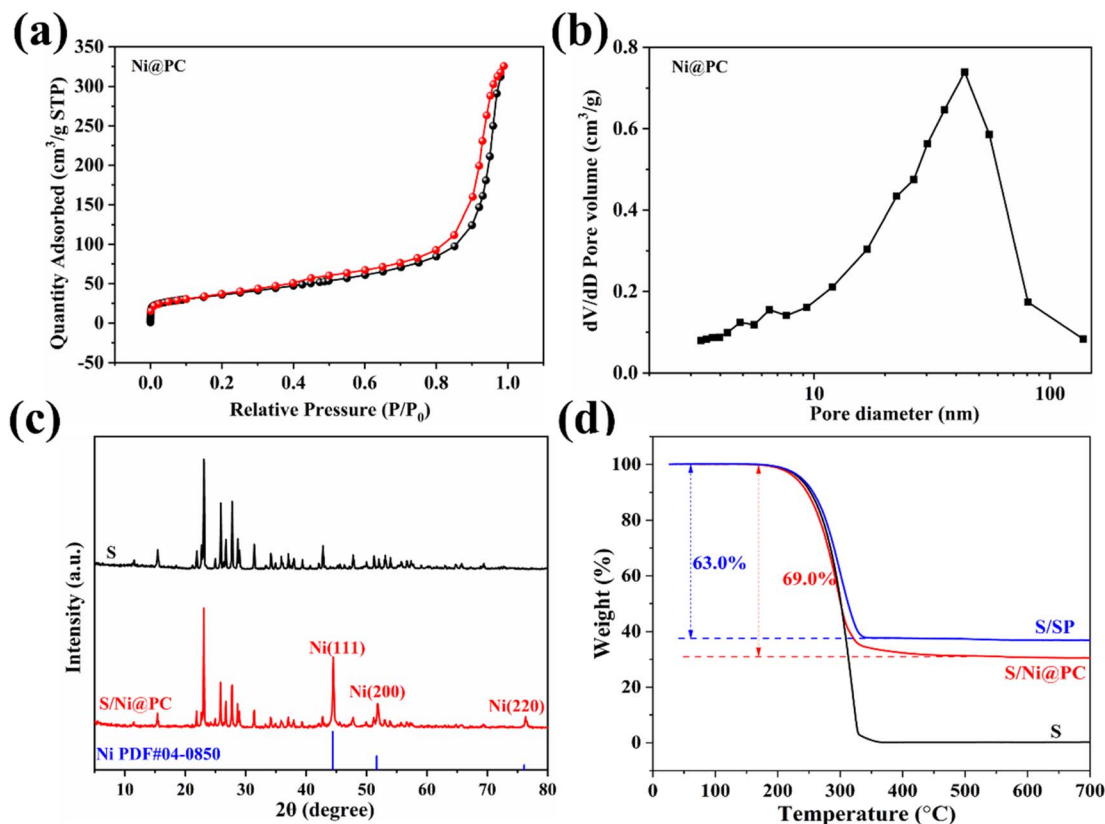 (a)
350
300
250
200
150
100
50
0
-50
Ni@PC
Quantity Adsorbed (cm³/g STP)
0.0 0.2 0.4 0.6 0.8 1.0
Relative Pressure (P/P₀)
(b)
0.8
0.6
0.4
0.2
0.0
Ni@PC
dV/dD Pore volume (cm³/g)
10 100
Pore diameter (nm)
(c)
Intensity (a.u.)
S
S/Ni@PC
Ni(111)
Ni(200)
Ni(220)
Ni PDF#04-0850
10 20 30 40 50 60 70 80
2θ (degree)
(d)
100
80
60
40
20
0
Weight (%)
63.0%
69.0%
S/SP
S/Ni@PC
S
0 100 200 300 400 500 600 700
Temperature (°C)